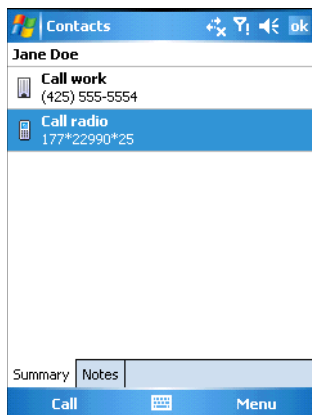 Contacts ok
Jane Doe
Call work
(425) 555-5554
Call radio
177*22990*25
Summary Notes
Call Menu